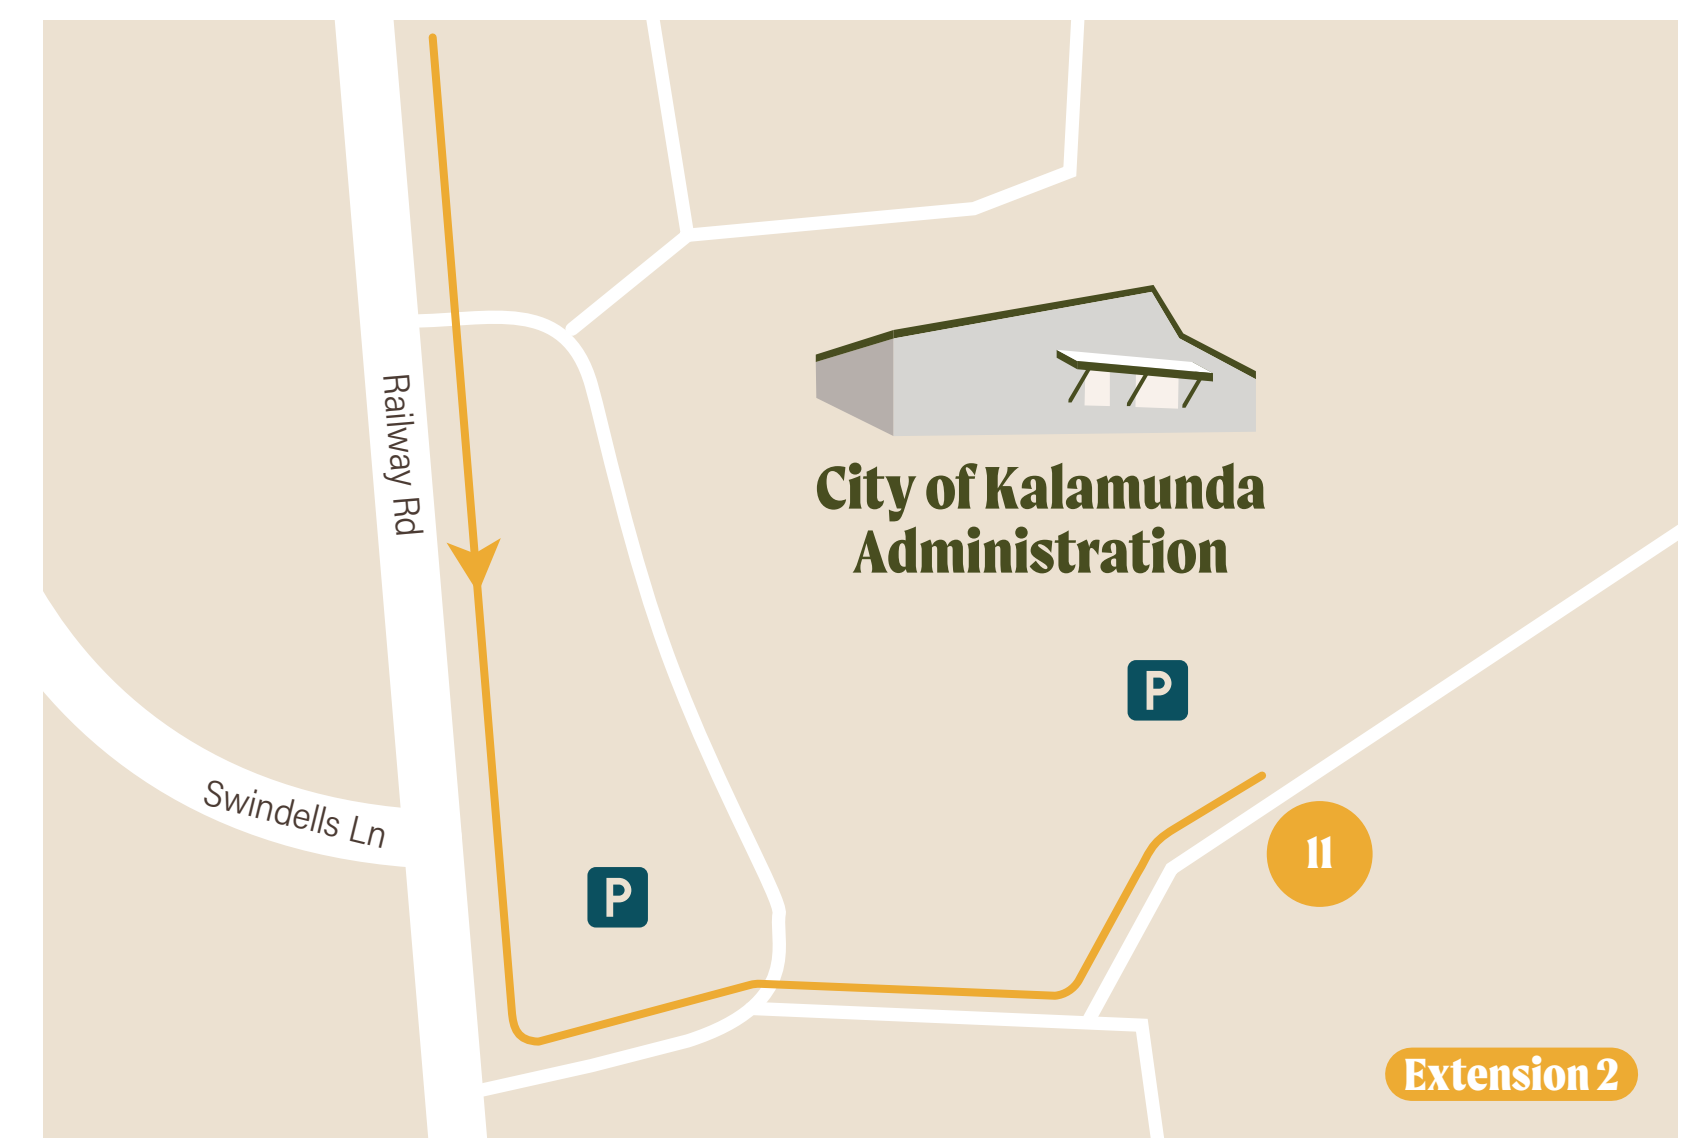 Railway Rd
City of Kalamunda
Administration
P
Swindells Ln
11
P
Extension 2